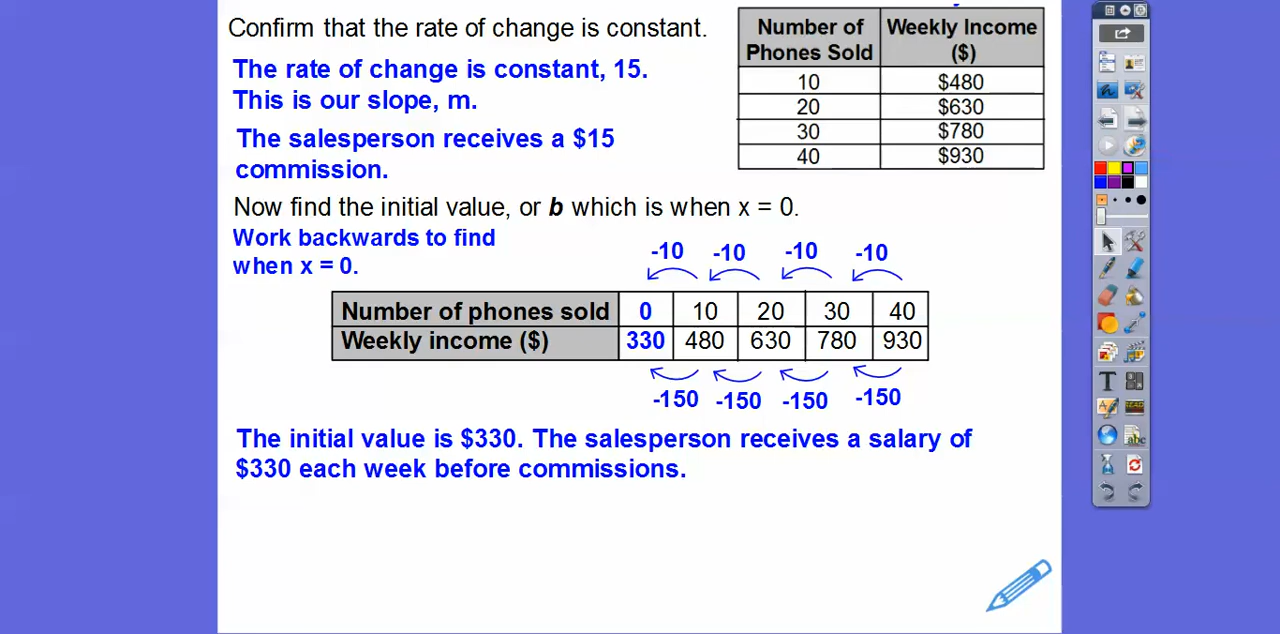 Confirm that the rate of change is constant.
The rate of change is constant, 15.
This is our slope, m.
The salesperson receives a $15
commission.
Number of Phones Sold Weekly Income ($)
10 $480
20 $630
30 $780
40 $930
Now find the initial value, or b which is when x = 0.
Work backwards to find
when x = 0.
-10 -10 -10 -10
Number of phones sold 0 10 20 30 40
Weekly income ($) 330 480 630 780 930
-150 -150 -150 -150
The initial value is $330. The salesperson receives a salary of
$330 each week before commissions.